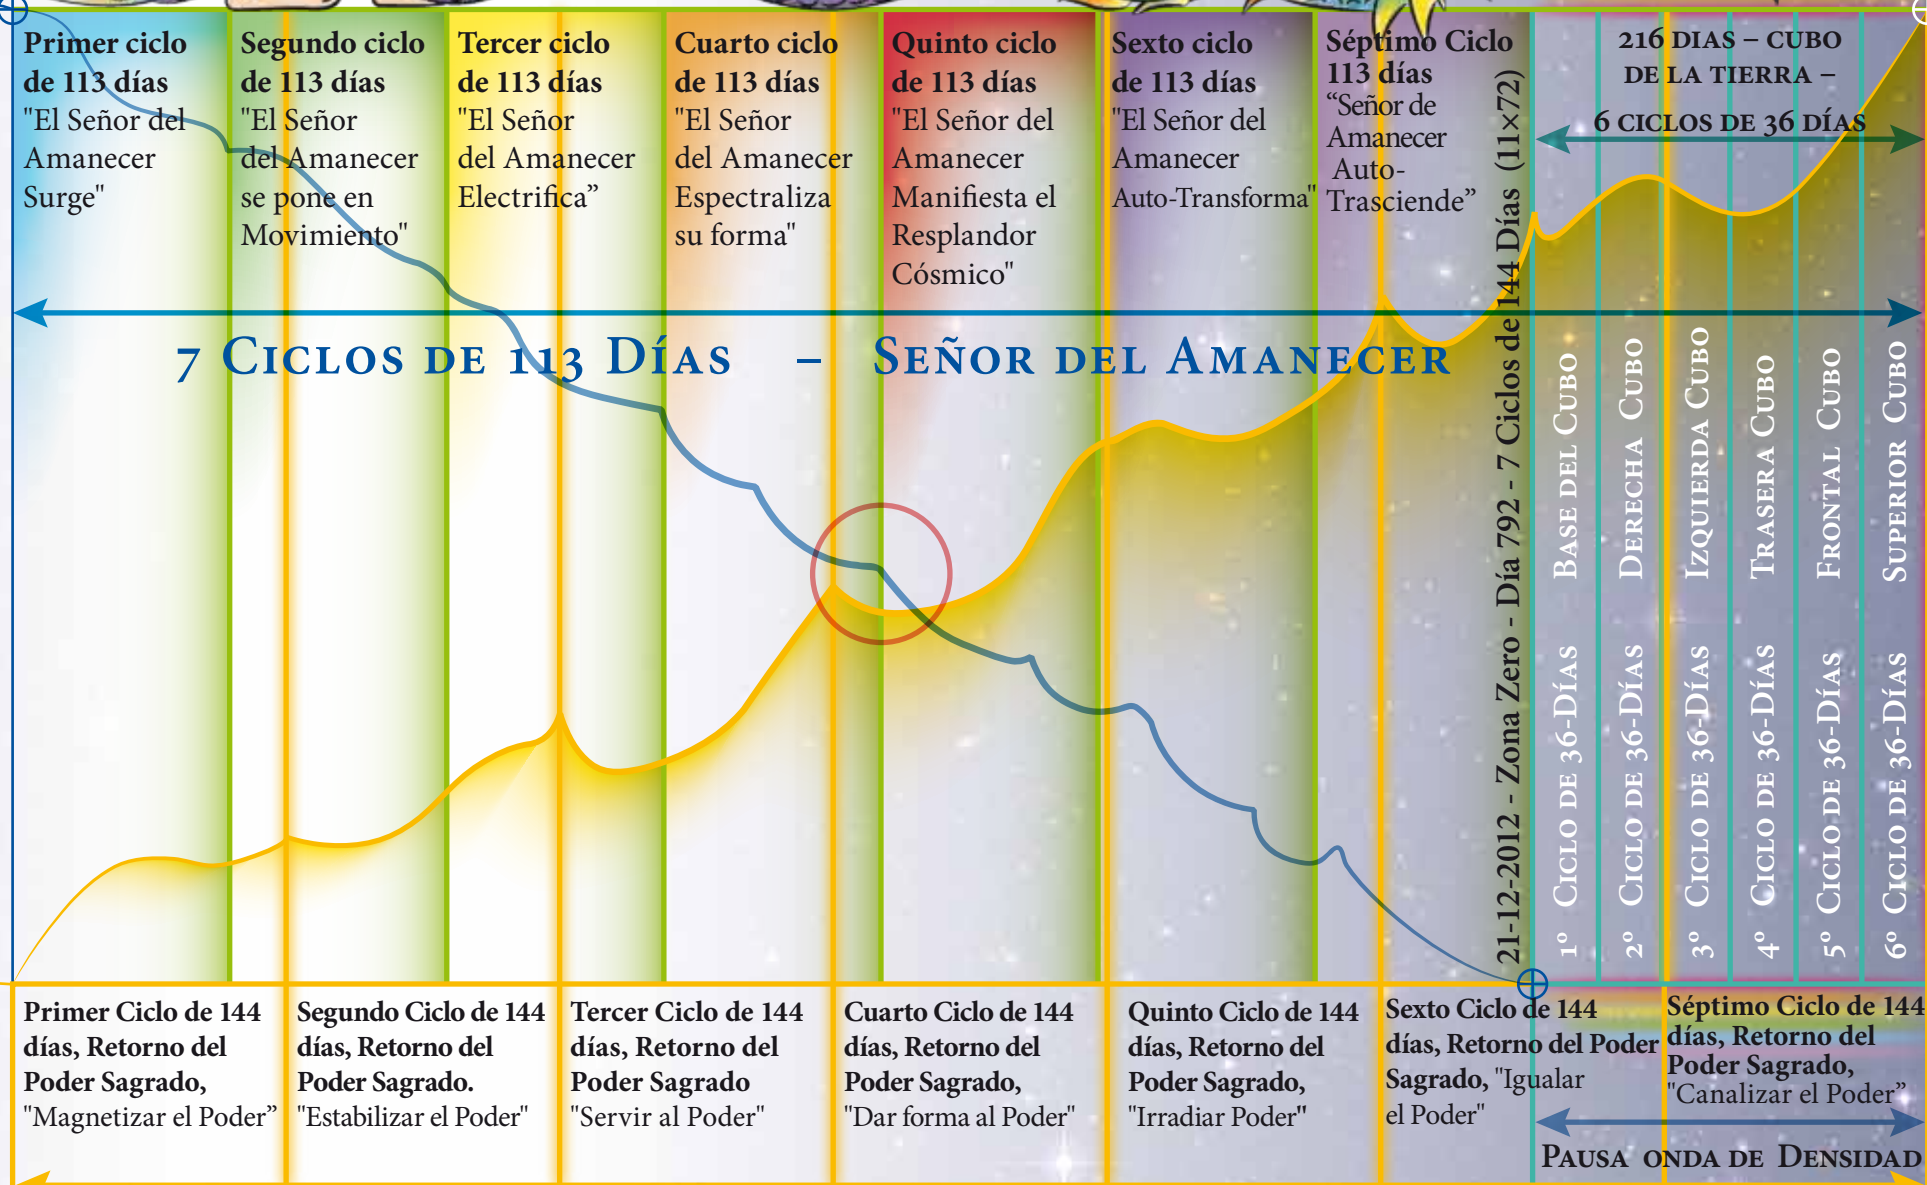 Primer ciclo
de 113 días
"El Señor del
Amanecer
Surge"
Segundo ciclo
de 113 días
"El Señor
del Amanecer
se pone en
Movimiento"
Tercer ciclo
de 113 días
"El Señor
del Amanecer
Electrifica”
Cuarto ciclo
de 113 días
"El Señor
del Amanecer
Espectraliza
su forma"
Quinto ciclo
de 113 días
"El Señor del
Amanecer
Manifiesta el
Resplandor
Cósmico"
Sexto ciclo
de 113 días
"El Señor del
Amanecer
Auto-Transforma"
Séptimo Ciclo
113 días
“Señor de
Amanecer
Auto-
Trasciende”
216 DIAS – CUBO
DE LA TIERRA –
6 CICLOS DE 36 DÍAS
7 CICLOS DE 113 DÍAS – SEÑOR DEL AMANECER
21-12-2012 - Zona Zero - Día 792 - 7 Ciclos de 144 Días (11×72)
1º CICLO DE 36-DÍAS BASE DEL CUBO
2º CICLO DE 36-DÍAS DERECHA CUBO
3º CICLO DE 36-DÍAS IZQUIERDA CUBO
4º CICLO DE 36-DÍAS TRASERA CUBO
5º CICLO DE 36-DÍAS FRONTAL CUBO
6º CICLO DE 36-DÍAS SUPERIOR CUBO
Primer Ciclo de 144
días, Retorno del
Poder Sagrado,
"Magnetizar el Poder”
Segundo Ciclo de 144
días, Retorno del
Poder Sagrado.
"Estabilizar el Poder"
Tercer Ciclo de 144
días, Retorno del
Poder Sagrado
"Servir al Poder"
Cuarto Ciclo de 144
días, Retorno del
Poder Sagrado,
"Dar forma al Poder"
Quinto Ciclo de 144
días, Retorno del
Poder Sagrado,
"Irradiar Poder"
Sexto Ciclo de 144
días, Retorno del Poder
Sagrado, "Igualar
el Poder"
Séptimo Ciclo de 144
días, Retorno del
Poder Sagrado,
"Canalizar el Poder”
PAUSA ONDA DE DENSIDAD